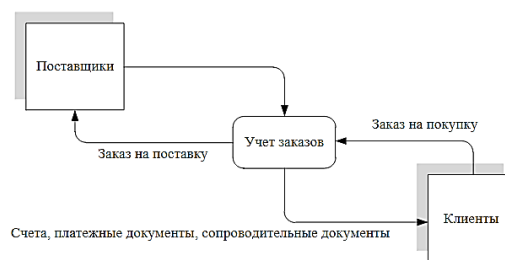 Поставщики
Заказ на покупку
Учет заказов
Заказ на поставку
Клиенты
Счета, платежные документы, сопроводительные документы